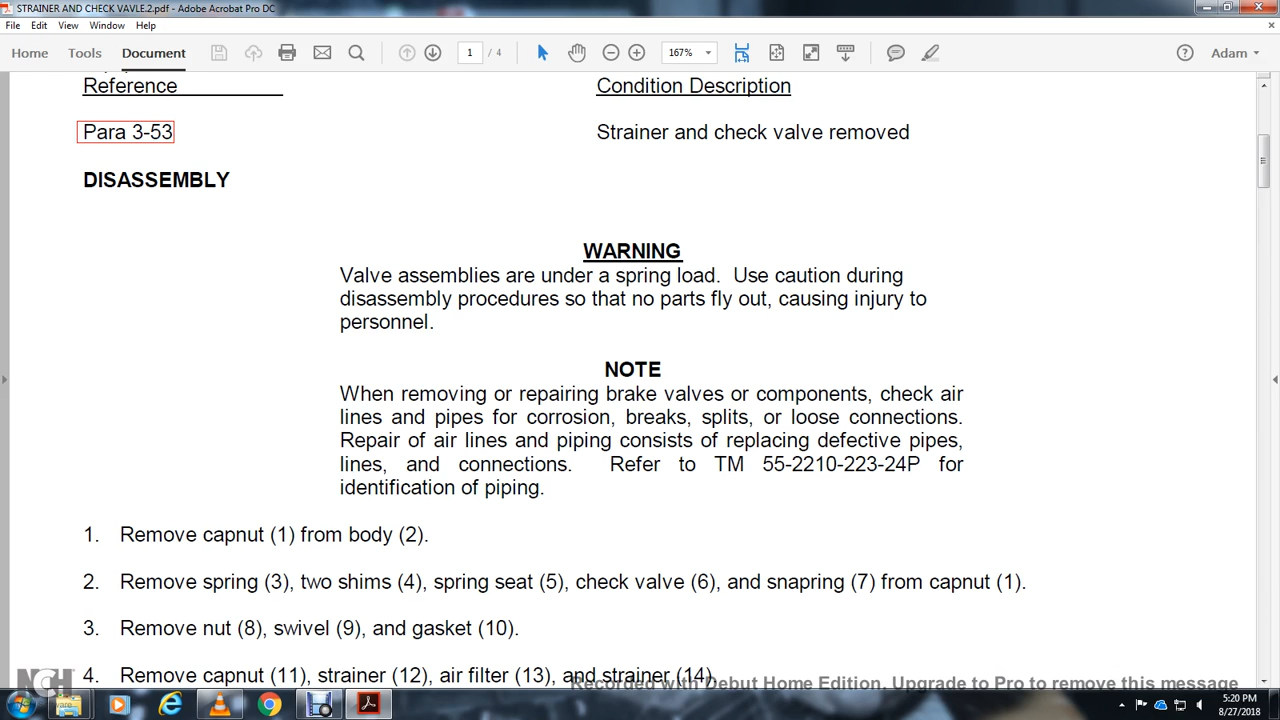 STRAINER AND CHECK VAVLE.2.pdf - Adobe Acrobat Pro DC
File Edit View Window Help
Home Tools Document 1 / 4 167% Adam
Reference Condition Description
Para 3-53 Strainer and check valve removed
DISASSEMBLY
WARNING
Valve assemblies are under a spring load. Use caution during
disassembly procedures so that no parts fly out, causing injury to
personnel.
NOTE
When removing or repairing brake valves or components, check air
lines and pipes for corrosion, breaks, splits, or loose connections.
Repair of air lines and piping consists of replacing defective pipes,
lines, and connections. Refer to TM 55-2210-223-24P for
identification of piping.
1. Remove capnut (1) from body (2).
2. Remove spring (3), two shims (4), spring seat (5), check valve (6), and snapring (7) from capnut (1).
3. Remove nut (8), swivel (9), and gasket (10).
4. Remove capnut (11), strainer (12), air filter (13), and strainer (14).
NCH
Recorded with Debut Home Edition. Upgrade to Pro to remove this message
5:20 PM
8/27/2018